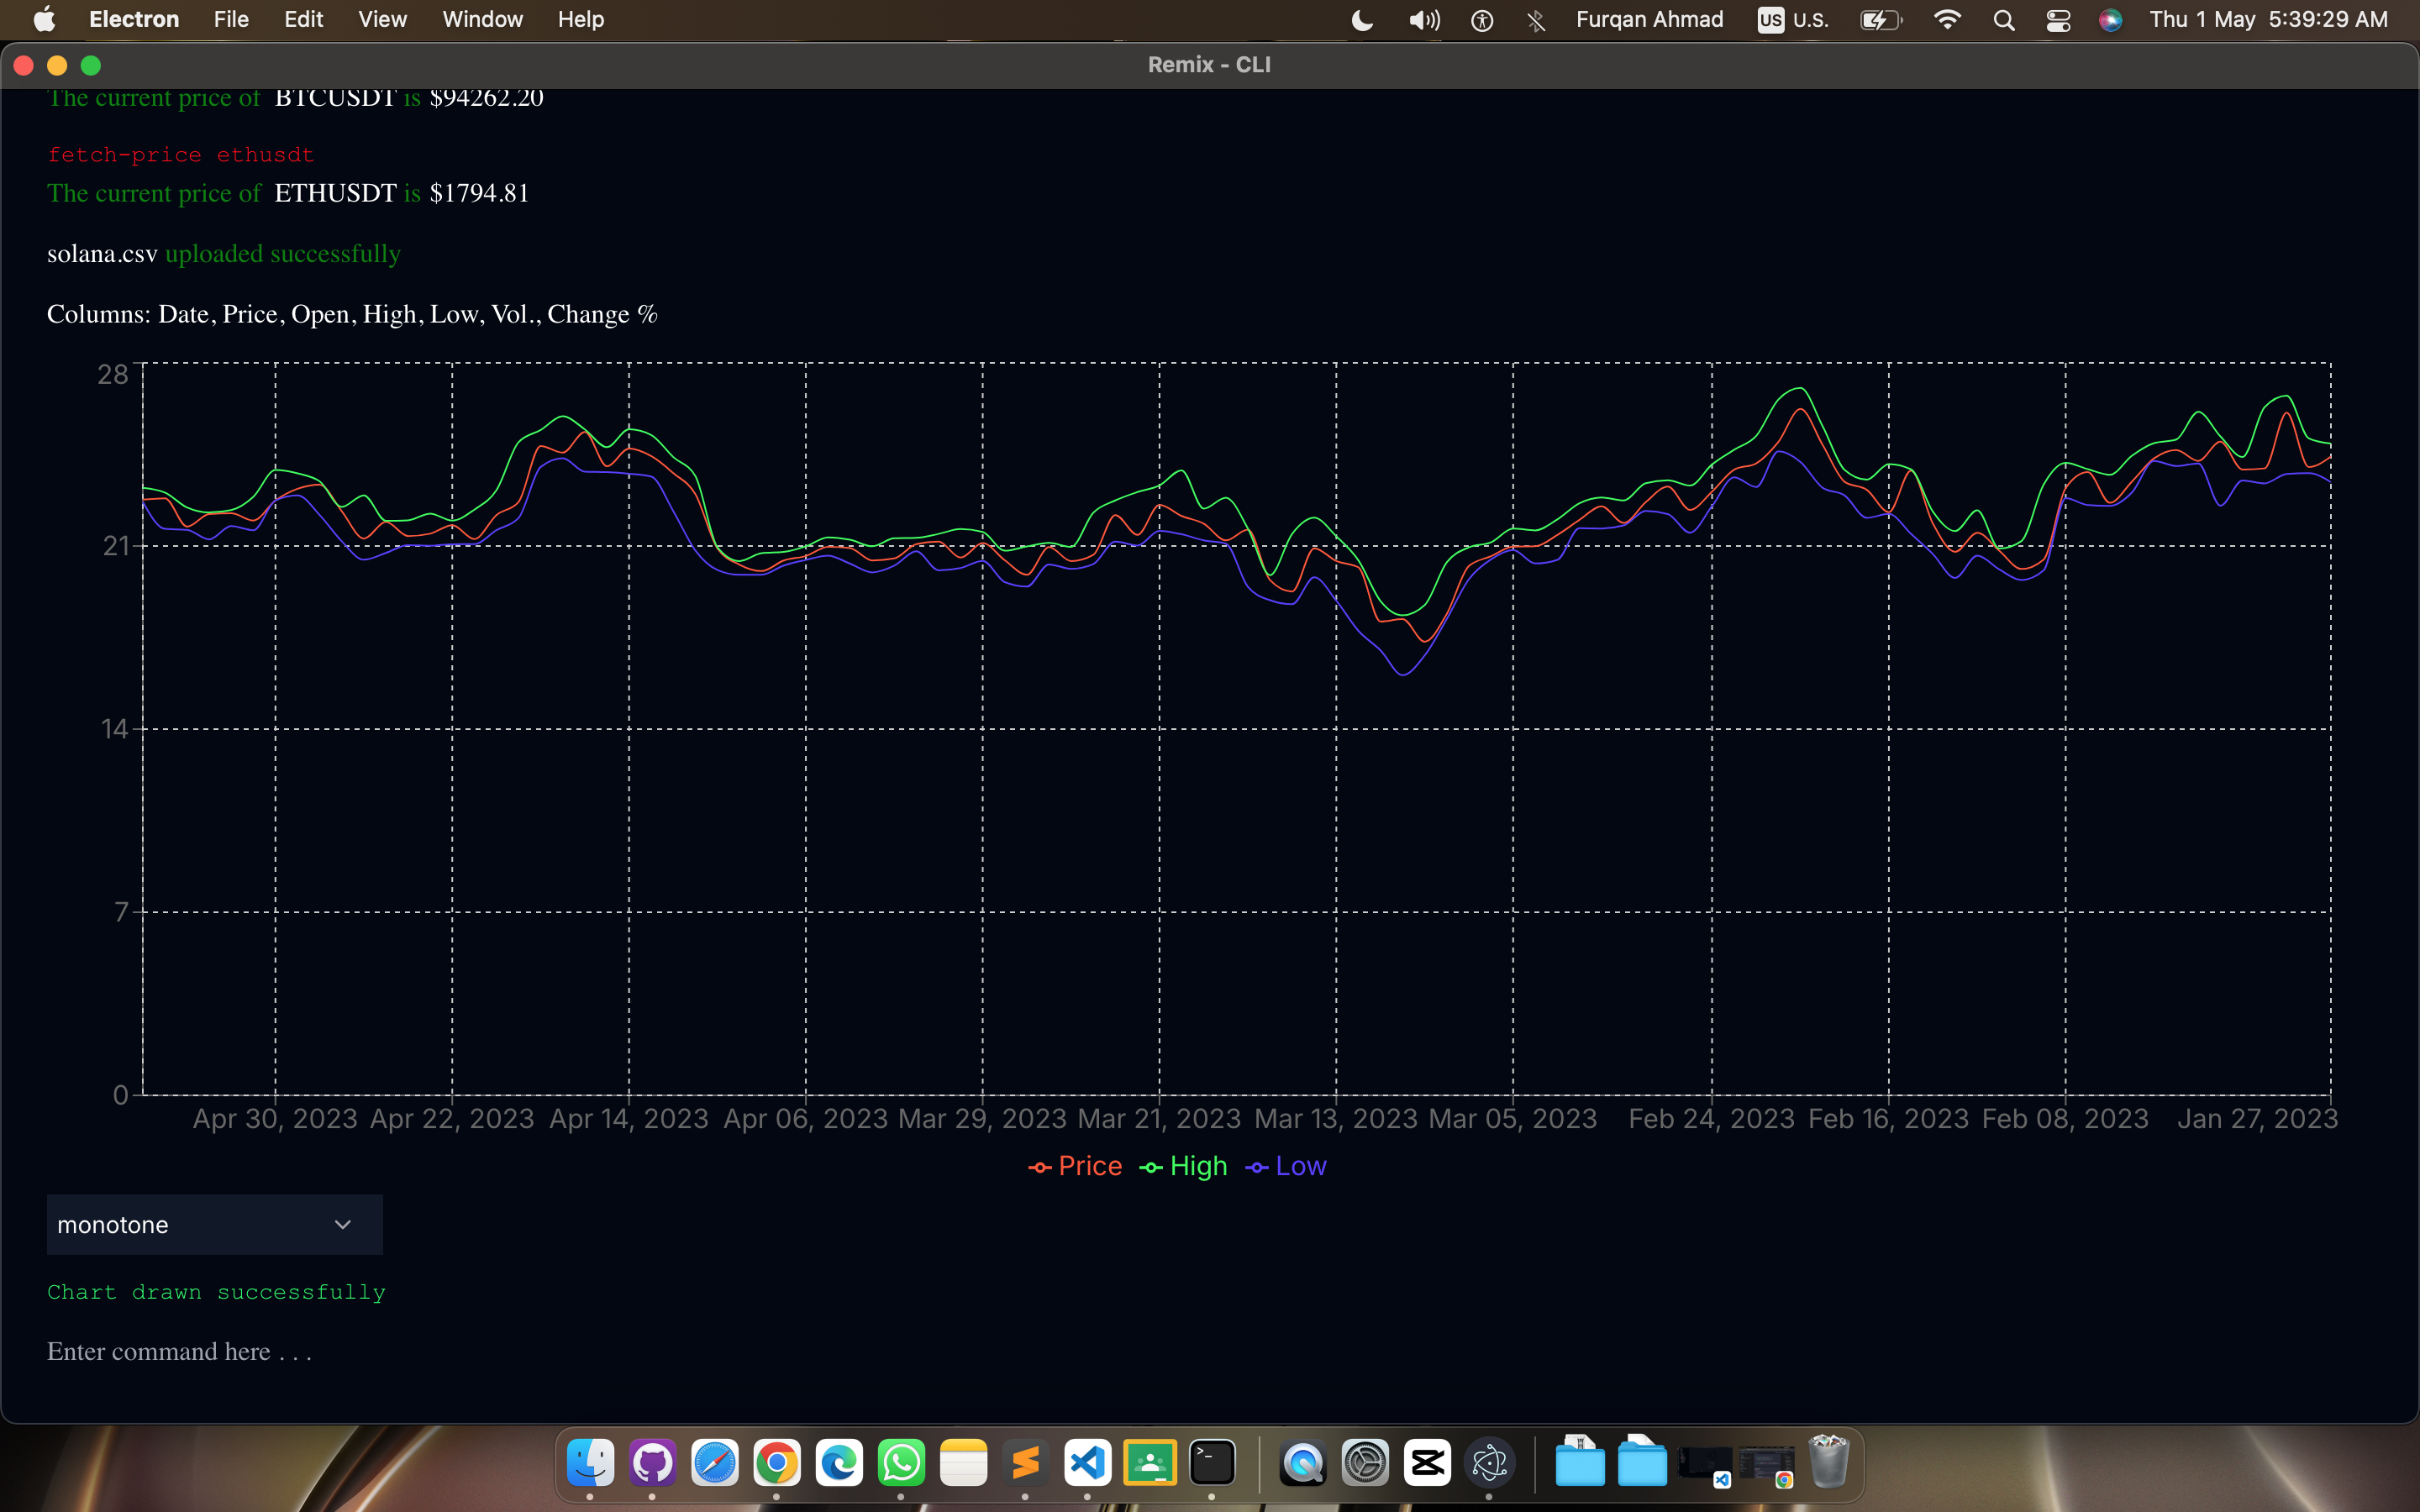 Electron File Edit View Window Help Furqan Ahmad US U.S. Thu 1 May 5:39:29 AM
Remix - CLI
The current price of BTCUSDT is $94262.20
fetch-price ethusdt
The current price of ETHUSDT is $1794.81
solana.csv uploaded successfully
Columns: Date, Price, Open, High, Low, Vol., Change %
28
21
14
7
0
Apr 30, 2023 Apr 22, 2023 Apr 14, 2023 Apr 06, 2023 Mar 29, 2023 Mar 21, 2023 Mar 13, 2023 Mar 05, 2023 Feb 24, 2023 Feb 16, 2023 Feb 08, 2023 Jan 27, 2023
Price High Low
monotone
Chart drawn successfully
Enter command here . . .